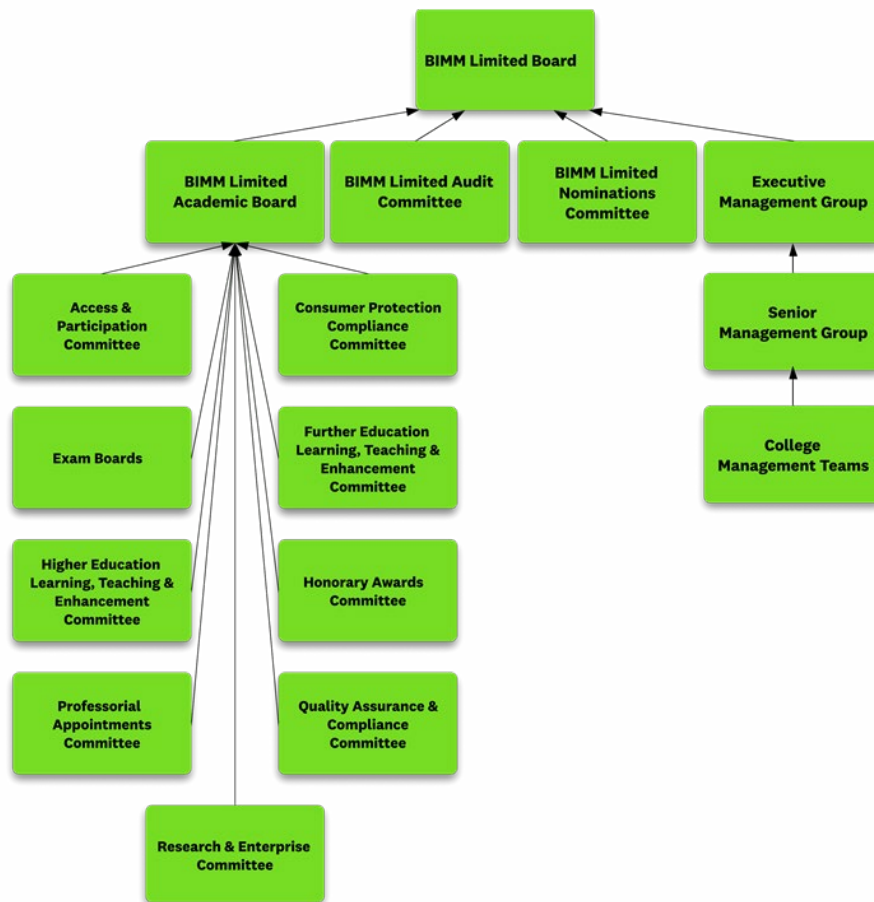 BIMM Limited Board
BIMM Limited
Academic Board
BIMM Limited Audit
Committee
BIMM Limited
Nominations
Committee
Executive
Management Group
Access &
Participation
Committee
Consumer Protection
Compliance
Committee
Senior
Management Group
Exam Boards
Further Education
Learning, Teaching &
Enhancement
Committee
College
Management Teams
Higher Education
Learning, Teaching &
Enhancement
Committee
Honorary Awards
Committee
Professorial
Appointments
Committee
Quality Assurance &
Compliance
Committee
Research & Enterprise
Committee